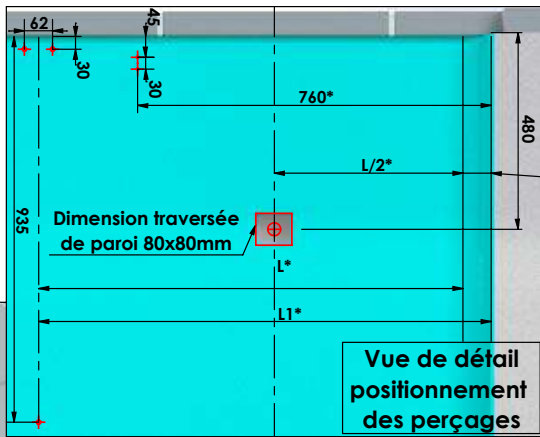 62
45
30
30
760*
480
L/2*
935
Dimension traversée
de paroi 80x80mm
L*
L1*
Vue de détail
positionnement
des perçages